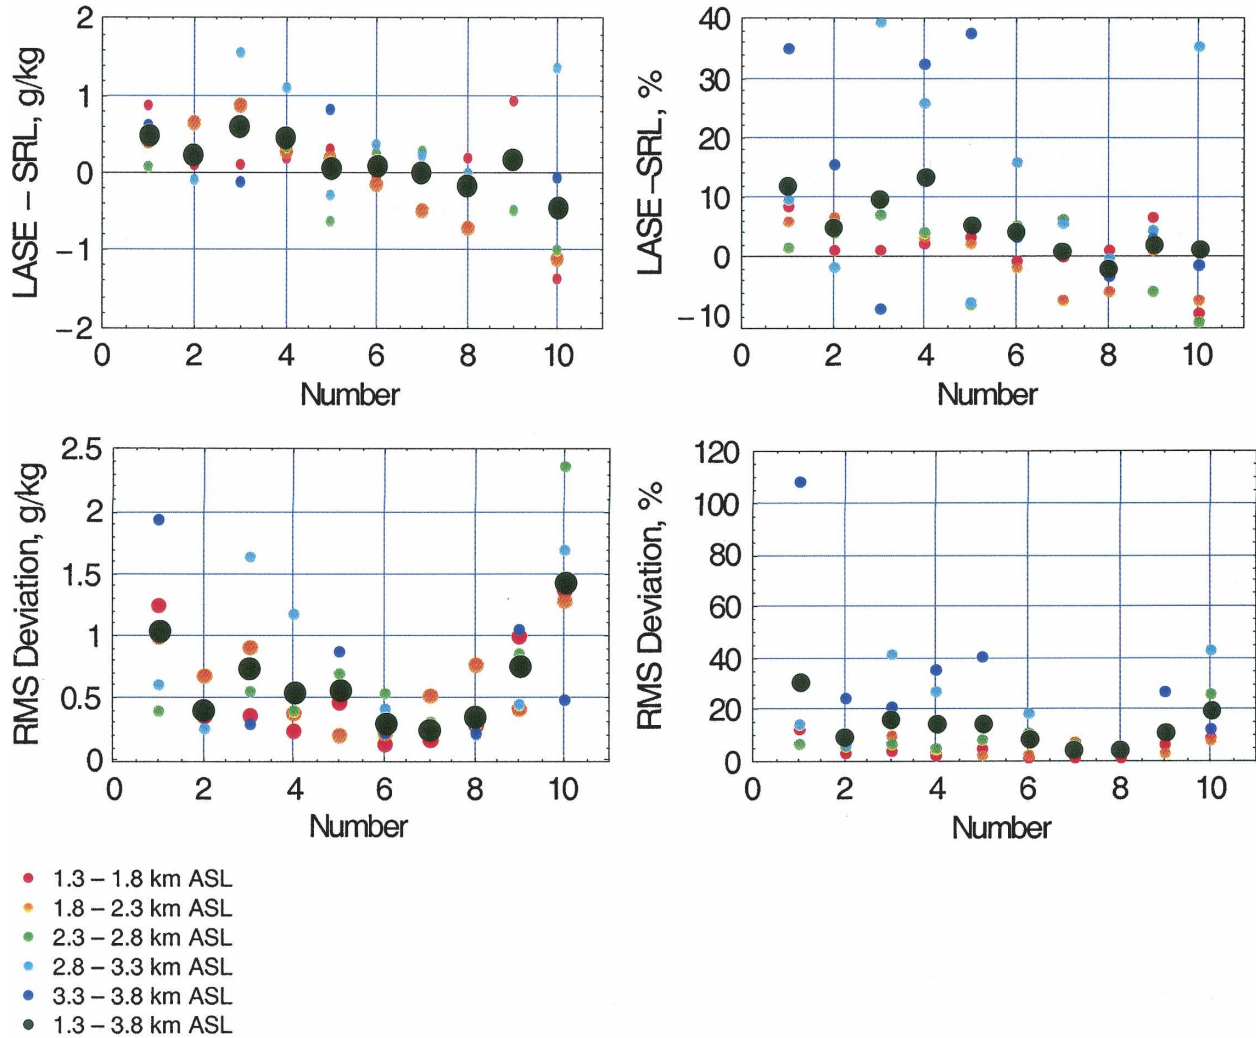 2
1
0
−1
−2
LASE – SRL, g/kg
0 2 4 6 8 10
Number
40
30
20
10
0
−10
LASE –SRL, %
0 2 4 6 8 10
Number
2.5
2
1.5
1
0.5
0
RMS Deviation, g/kg
0 2 4 6 8 10
Number
120
100
80
60
40
20
0
RMS Deviation, %
0 2 4 6 8 10
Number
1.3 – 1.8 km ASL
1.8 – 2.3 km ASL
2.3 – 2.8 km ASL
2.8 – 3.3 km ASL
3.3 – 3.8 km ASL
1.3 – 3.8 km ASL